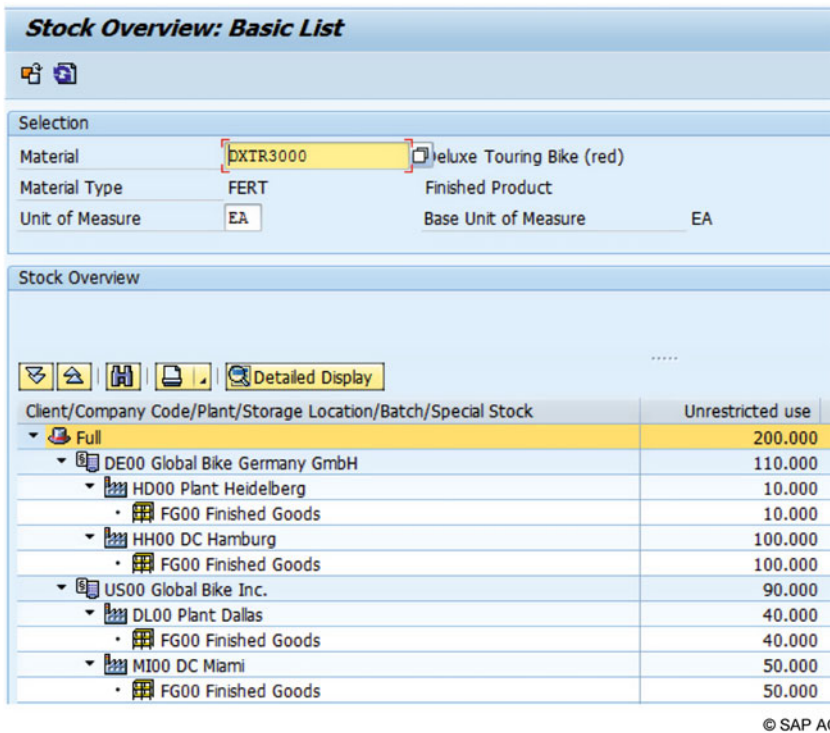 Stock Overview: Basic List
Selection
Material DXTR3000 Deluxe Touring Bike (red)
Material Type FERT Finished Product
Unit of Measure EA Base Unit of Measure EA
Stock Overview
Detailed Display
Client/Company Code/Plant/Storage Location/Batch/Special Stock Unrestricted use
Full 200.000
DE00 Global Bike Germany GmbH 110.000
HD00 Plant Heidelberg 10.000
FG00 Finished Goods 10.000
HH00 DC Hamburg 100.000
FG00 Finished Goods 100.000
US00 Global Bike Inc. 90.000
DL00 Plant Dallas 40.000
FG00 Finished Goods 40.000
MI00 DC Miami 50.000
FG00 Finished Goods 50.000
© SAP AG